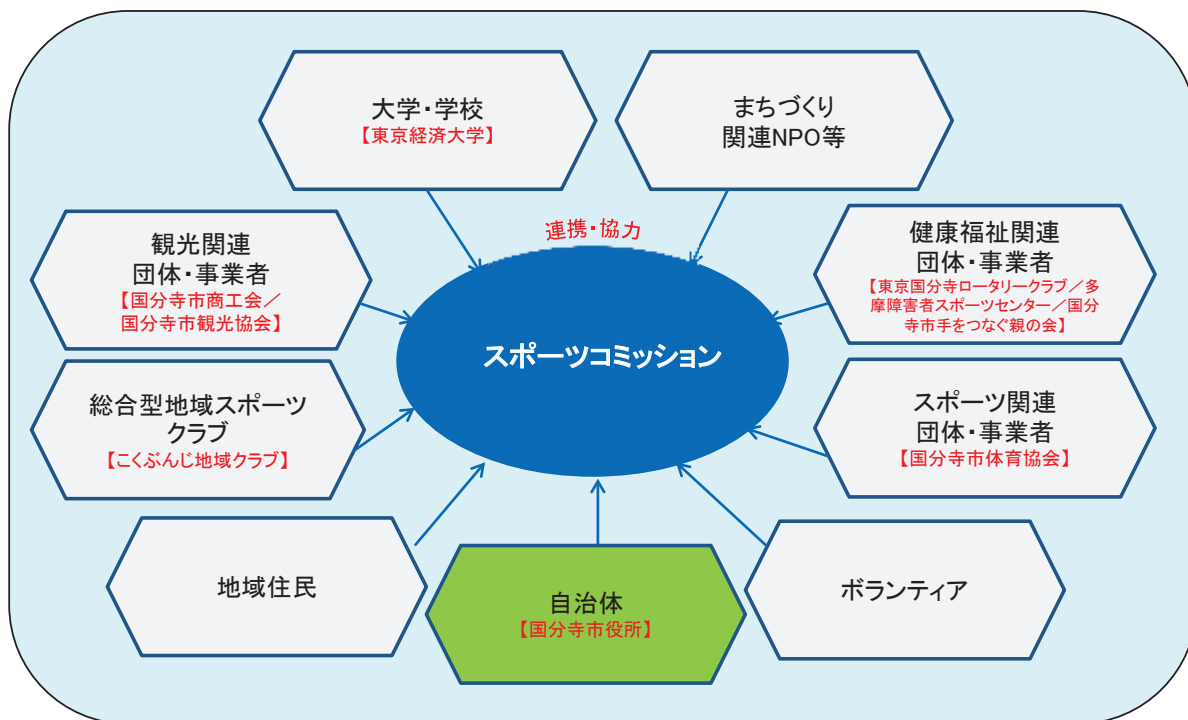 大学・学校
【東京経済大学】
まちづくり
関連NPO等
連携・協力
観光関連
団体・事業者
【国分寺市商工会／
国分寺市観光協会】
健康福祉関連
団体・事業者
【東京国分寺ロータリークラブ／多
摩障害者スポーツセンター／国分
寺市手をつなぐ親の会】
スポーツコミッション
総合型地域スポーツ
クラブ
【こくぶんじ地域クラブ】
スポーツ関連
団体・事業者
【国分寺市体育協会】
地域住民
自治体
【国分寺市役所】
ボランティア